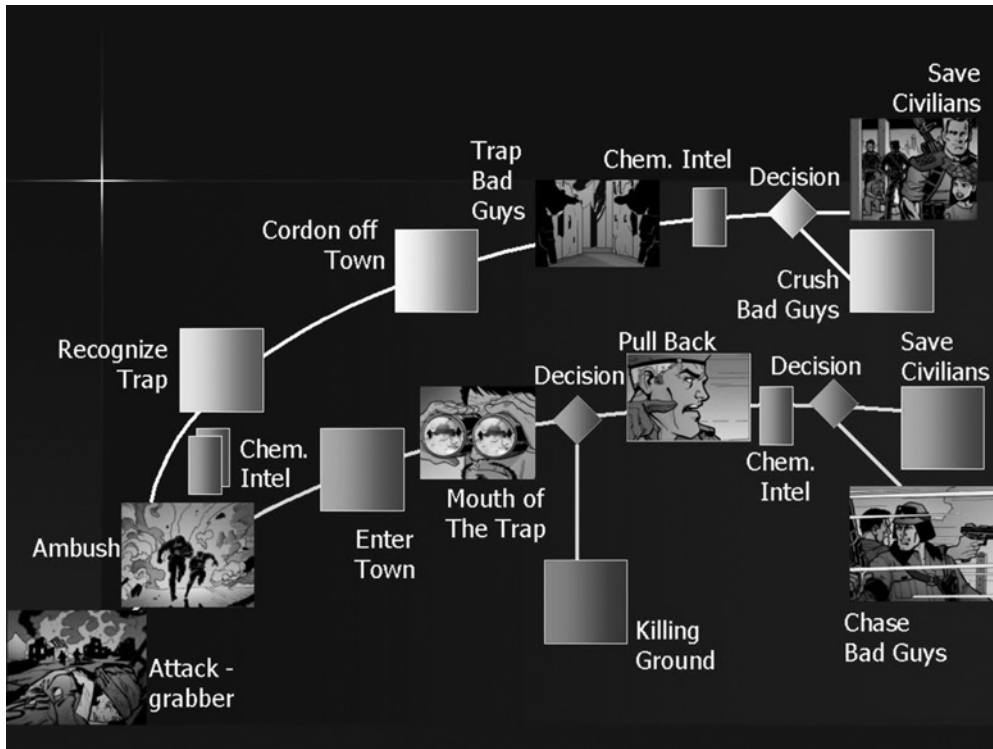 Save
Civilians
Trap
Bad
Guys
Chem. Intel
Decision
Cordon off
Town
Crush
Bad Guys
Recognize
Trap
Pull Back
Decision
Decision
Save
Civilians
Chem.
Intel
Mouth of
The Trap
Chem.
Intel
Ambush
Enter
Town
Killing
Ground
Chase
Bad Guys
Attack -
grabber